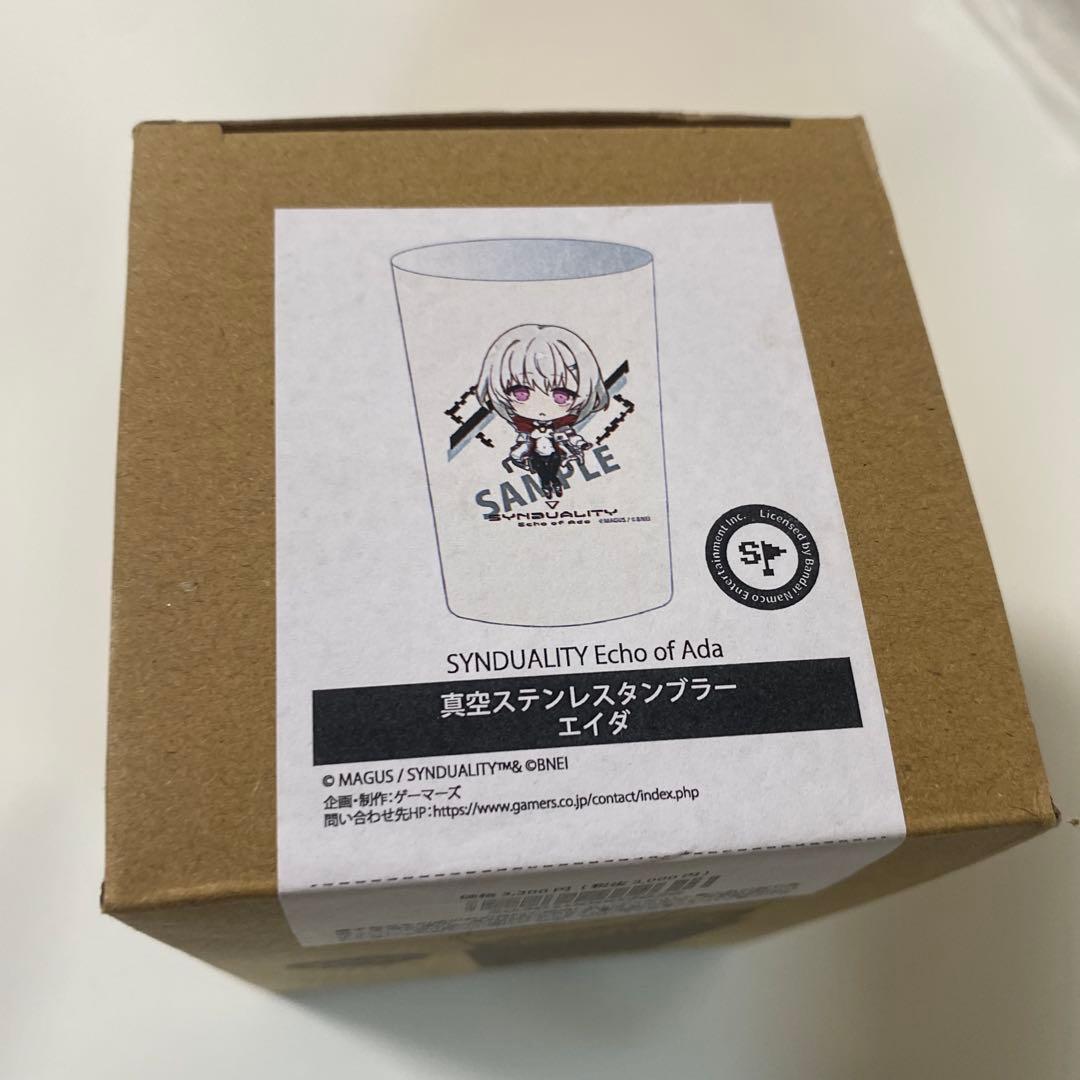 SAMPLE
SYNDUALITY
Echo of Ada ©MAGUS / ©BNEI
Licensed by Bandai Namco Entertainment Inc.
SP
SYNDUALITY Echo of Ada
真空ステンレスタンブラー
エイダ
© MAGUS / SYNDUALITY™& ©BNEI
企画・制作:ゲーマーズ
問い合わせ先HP:https://www.gamers.co.jp/contact/index.php